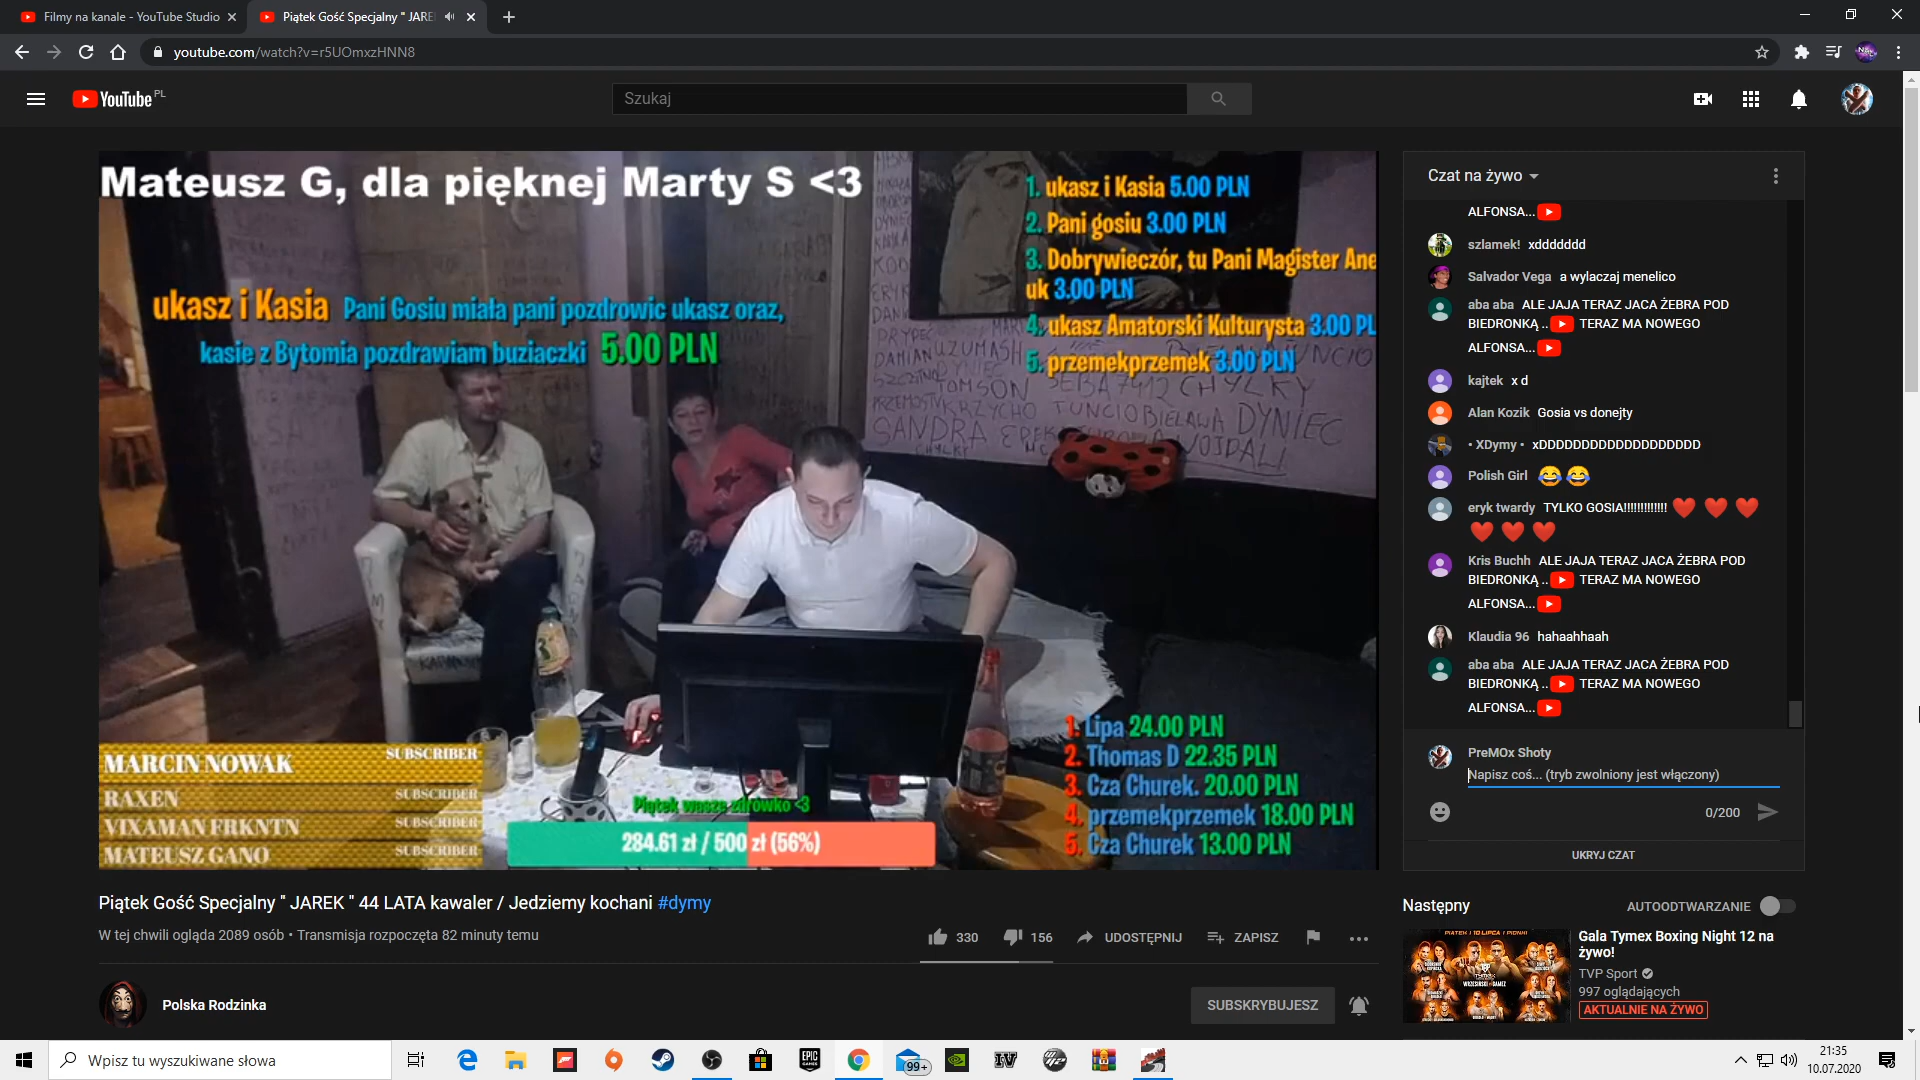 Filmy na kanale - YouTube Studio
Piątek Gość Specjalny " JARE
youtube.com/watch?v=r5UOmxzHNN8
YouTube PL
Szukaj
Mateusz G, dla pięknej Marty S <3
1. ukasz i Kasia 5.00 PLN
2. Pani gosiu 3.00 PLN
3. Dobrywieczór, tu Pani Magister Ane
uk 3.00 PLN
4. ukasz Amatorski Kulturysta 3.00 PL
5. przemekprzemek 3.00 PLN
ukasz i Kasia Pani Gosiu miała pani pozdrowic ukasz oraz,
kasie z Bytomia pozdrawiam buziaczki 5.00 PLN
TOMSON
SANDRA
DYNIEC
MARCIN NOWAK SUBSCRIBER
RAXEN SUBSCRIBER
VIXAMAN FRKNTN SUBSCRIBER
MATEUSZ GANO SUBSCRIBER
Piątek wasze zdrówko <3
284.61 zł / 500 zł (56%)
1. Lipa 24.00 PLN
2. Thomas D 22.35 PLN
3. Cza Churek. 20.00 PLN
4. przemekprzemek 18.00 PLN
5. Cza Churek 13.00 PLN
Piątek Gość Specjalny " JAREK " 44 LATA kawaler / Jedziemy kochani #dymy
W tej chwili ogląda 2089 osób • Transmisja rozpoczęta 82 minuty temu
330
156
UDOSTĘPNIJ
ZAPISZ
Polska Rodzinka
SUBSKRYBUJESZ
Czat na żywo
ALFONSA...
szlamek! xddddddd
Salvador Vega a wylaczaj menelico
aba aba ALE JAJA TERAZ JACA ŻEBRA POD
BIEDRONKĄ .. TERAZ MA NOWEGO
ALFONSA...
kajtek x d
Alan Kozik Gosia vs donejty
• XDymy • xDDDDDDDDDDDDDDDDDDD
Polish Girl 😂 😂
eryk twardy TYLKO GOSIA!!!!!!!!!!!!! ❤️ ❤️ ❤️
❤️ ❤️ ❤️
Kris Buchh ALE JAJA TERAZ JACA ŻEBRA POD
BIEDRONKĄ .. TERAZ MA NOWEGO
ALFONSA...
Klaudia 96 hahaahhaah
aba aba ALE JAJA TERAZ JACA ŻEBRA POD
BIEDRONKĄ .. TERAZ MA NOWEGO
ALFONSA...
PreMOx Shoty
Napisz coś... (tryb zwolniony jest włączony)
0/200
UKRYJ CZAT
Następny
AUTOODTWARZANIE
Gala Tymex Boxing Night 12 na
żywo!
TVP Sport
997 oglądających
AKTUALNIE NA ŻYWO
Wpisz tu wyszukiwane słowa
EPIC GAMES
99+
IV
21:35
10.07.2020